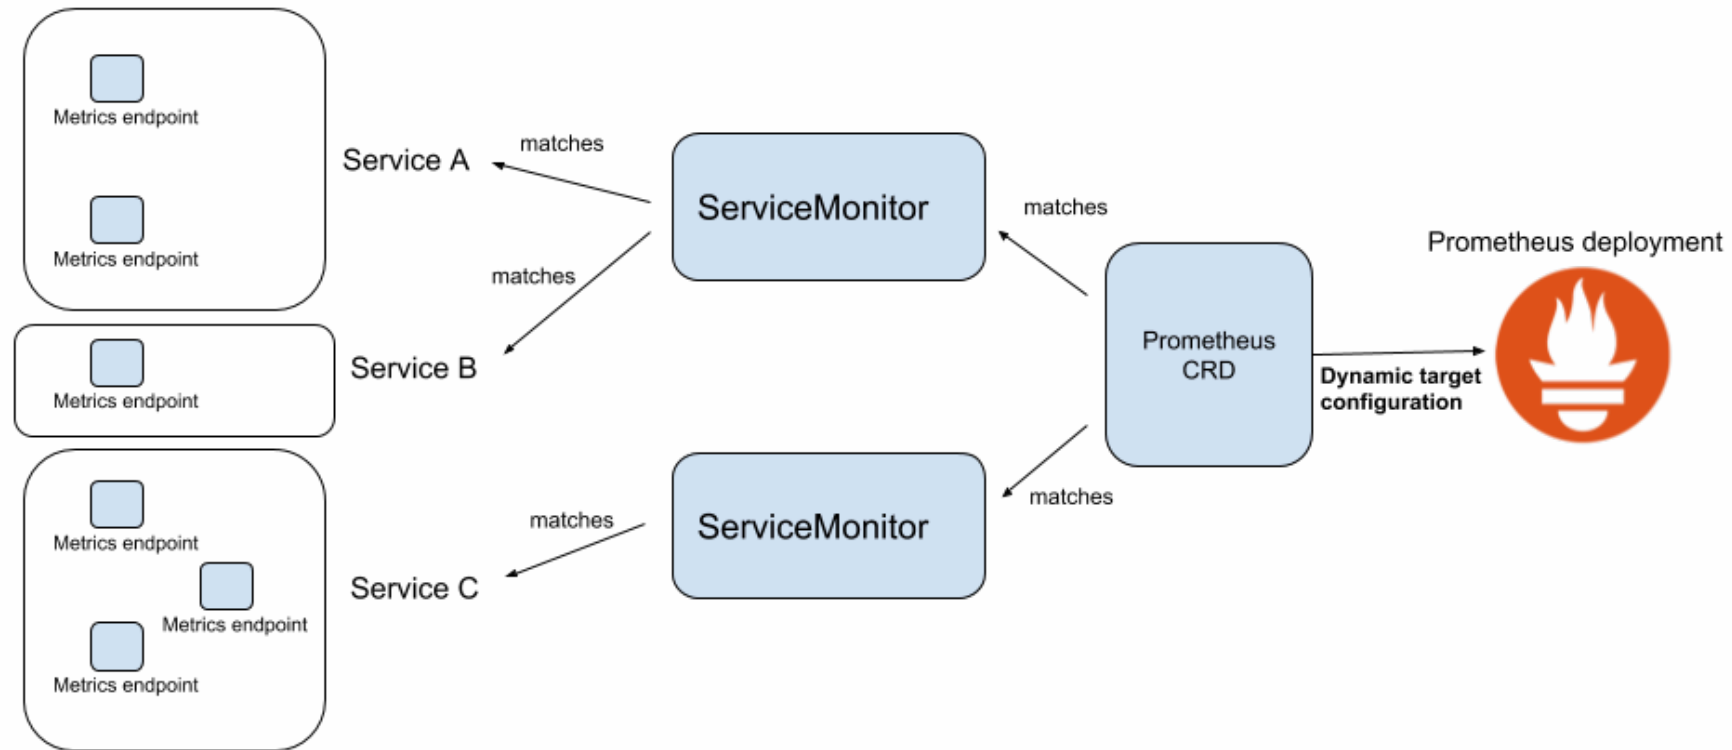 Metrics endpoint
Metrics endpoint
Service A
Metrics endpoint
Service B
Metrics endpoint
Metrics endpoint
Metrics endpoint
Service C
matches
matches
matches
ServiceMonitor
ServiceMonitor
matches
matches
Prometheus
CRD
Dynamic target
configuration
Prometheus deployment